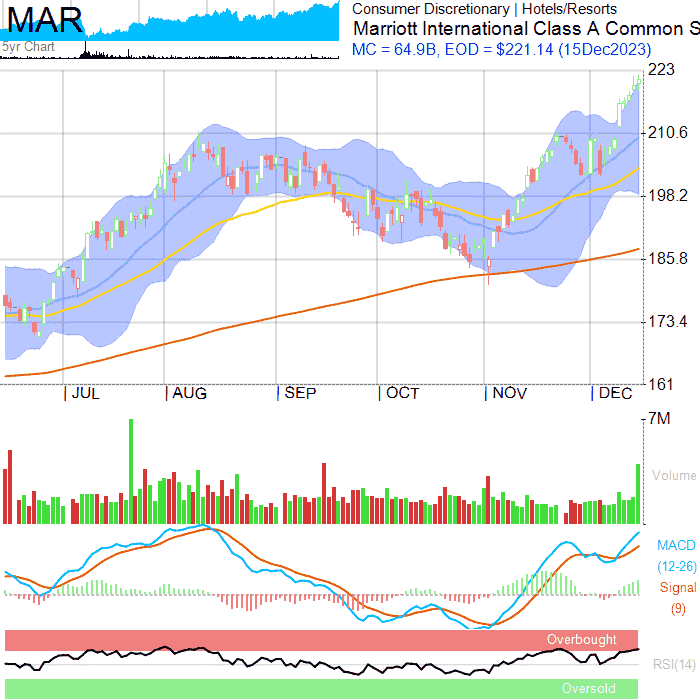 MAR
5yr Chart
Consumer Discretionary | Hotels/Resorts
Marriott International Class A Common S
MC = 64.9B, EOD = $221.14 (15Dec2023)
223
210.6
198.2
185.8
173.4
161
| JUL | AUG | SEP | OCT | NOV | DEC
7M
Volume
MACD
(12-26)
Signal
(9)
Overbought
RSI(14)
Oversold